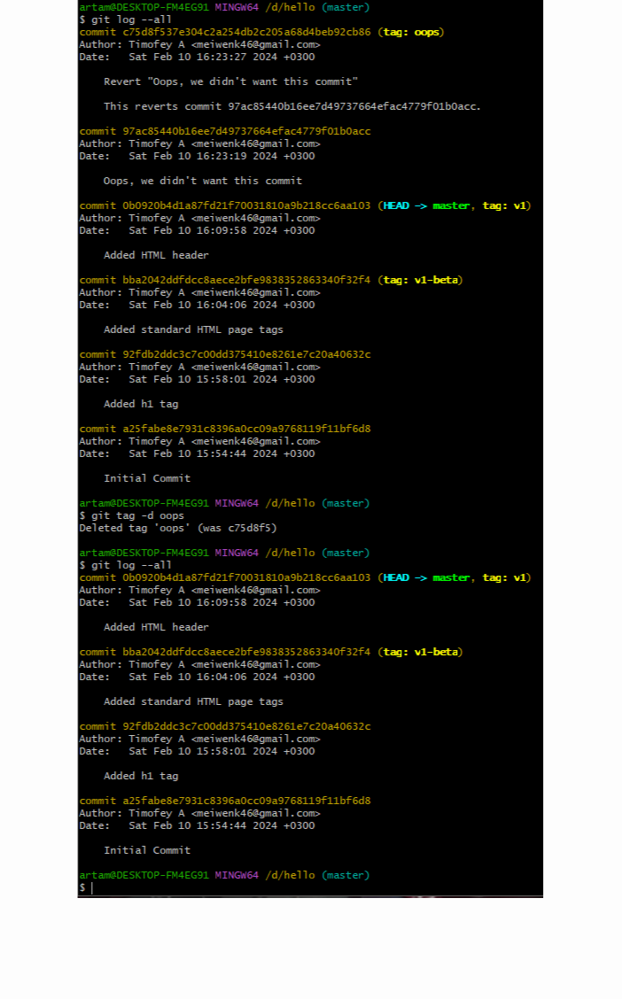 artam@DESKTOP-FM4EG91 MINGW64 /d/hello (master)
$ git log --all
commit c75d8f537e304c2a254db2c205a68d4beb92cb86 (tag: oops)
Author: Timofey A <meiwenk46@gmail.com>
Date:   Sat Feb 10 16:23:27 2024 +0300

    Revert "Oops, we didn't want this commit"

    This reverts commit 97ac85440b16ee7d49737664efac4779f01b0acc.

commit 97ac85440b16ee7d49737664efac4779f01b0acc
Author: Timofey A <meiwenk46@gmail.com>
Date:   Sat Feb 10 16:23:19 2024 +0300

    Oops, we didn't want this commit

commit 0b0920b4d1a87fd21f70031810a9b218cc6aa103 (HEAD -> master, tag: v1)
Author: Timofey A <meiwenk46@gmail.com>
Date:   Sat Feb 10 16:09:58 2024 +0300

    Added HTML header

commit bba2042ddfdcc8aece2bfe9838352863340f32f4 (tag: v1-beta)
Author: Timofey A <meiwenk46@gmail.com>
Date:   Sat Feb 10 16:04:06 2024 +0300

    Added standard HTML page tags

commit 92fdb2ddc3c7c00dd375410e8261e7c20a40632c
Author: Timofey A <meiwenk46@gmail.com>
Date:   Sat Feb 10 15:58:01 2024 +0300

    Added h1 tag

commit a25fabe8e7931c8396a0cc09a9768119f11bf6d8
Author: Timofey A <meiwenk46@gmail.com>
Date:   Sat Feb 10 15:54:44 2024 +0300

    Initial Commit

artam@DESKTOP-FM4EG91 MINGW64 /d/hello (master)
$ git tag -d oops
Deleted tag 'oops' (was c75d8f5)

artam@DESKTOP-FM4EG91 MINGW64 /d/hello (master)
$ git log --all
commit 0b0920b4d1a87fd21f70031810a9b218cc6aa103 (HEAD -> master, tag: v1)
Author: Timofey A <meiwenk46@gmail.com>
Date:   Sat Feb 10 16:09:58 2024 +0300

    Added HTML header

commit bba2042ddfdcc8aece2bfe9838352863340f32f4 (tag: v1-beta)
Author: Timofey A <meiwenk46@gmail.com>
Date:   Sat Feb 10 16:04:06 2024 +0300

    Added standard HTML page tags

commit 92fdb2ddc3c7c00dd375410e8261e7c20a40632c
Author: Timofey A <meiwenk46@gmail.com>
Date:   Sat Feb 10 15:58:01 2024 +0300

    Added h1 tag

commit a25fabe8e7931c8396a0cc09a9768119f11bf6d8
Author: Timofey A <meiwenk46@gmail.com>
Date:   Sat Feb 10 15:54:44 2024 +0300

    Initial Commit

artam@DESKTOP-FM4EG91 MINGW64 /d/hello (master)
$